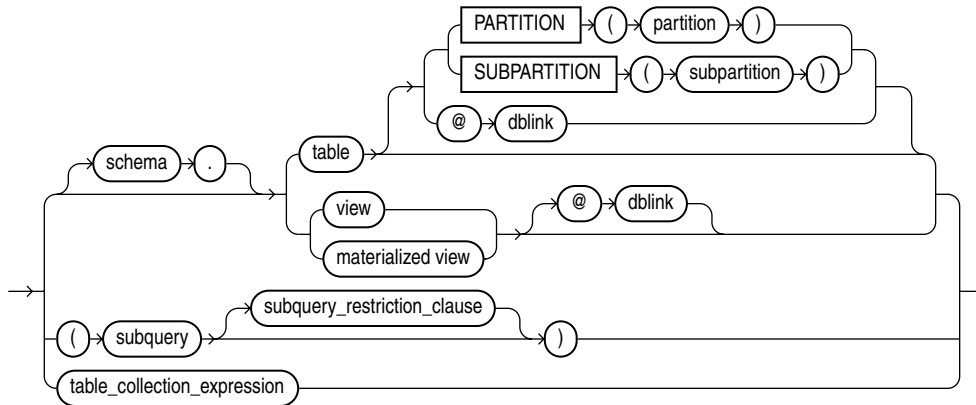 PARTITION ( partition )
SUBPARTITION ( subpartition )
@ dblink
table
schema .
view @ dblink
materialized view
subquery_restriction_clause
( subquery )
table_collection_expression